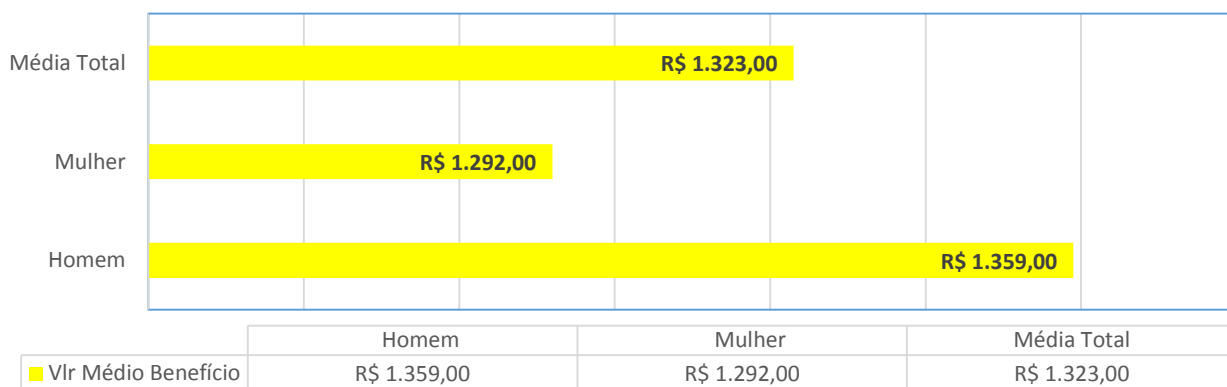 Média Total
R$ 1.323,00
Mulher
R$ 1.292,00
Homem
R$ 1.359,00
Homem Mulher Média Total
Vlr Médio Benefício R$ 1.359,00 R$ 1.292,00 R$ 1.323,00